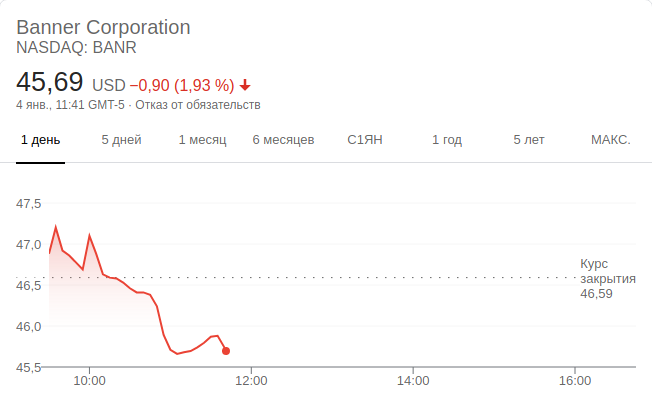 Banner Corporation
NASDAQ: BANR
45,69 USD −0,90 (1,93 %)
4 янв., 11:41 GMT-5 · Отказ от обязательств
1 день 5 дней 1 месяц 6 месяцев С1ЯН 1 год 5 лет МАКС.
47,5
47,0
46,5
46,0
45,5
Курс
закрытия
46,59
10:00 12:00 14:00 16:00